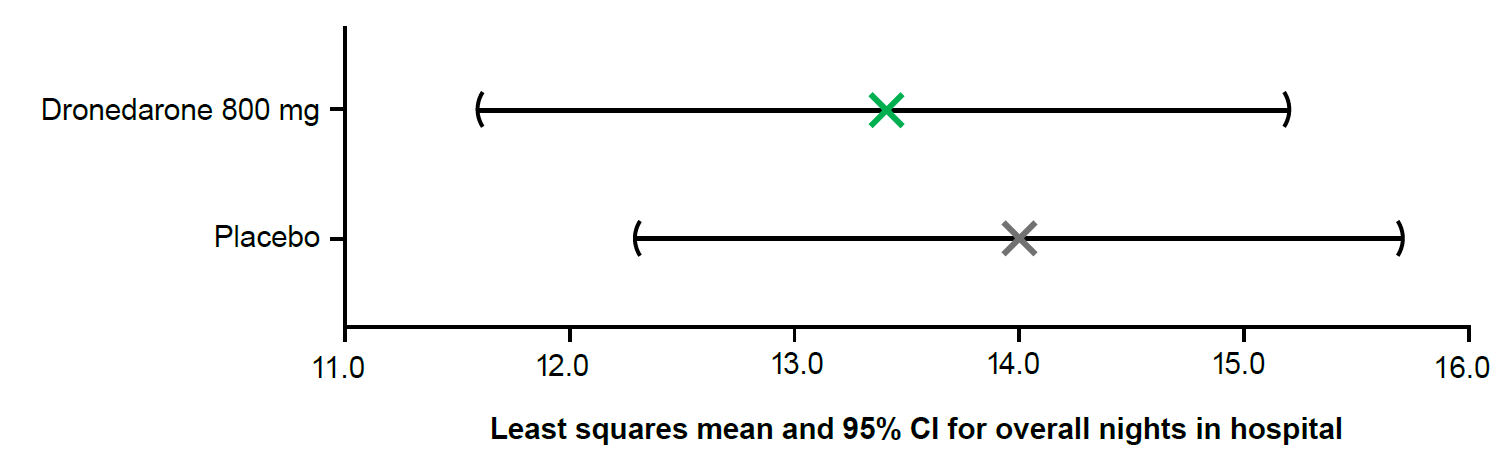 Dronedarone 800 mg
Placebo
11.0 12.0 13.0 14.0 15.0 16.0
Least squares mean and 95% CI for overall nights in hospital